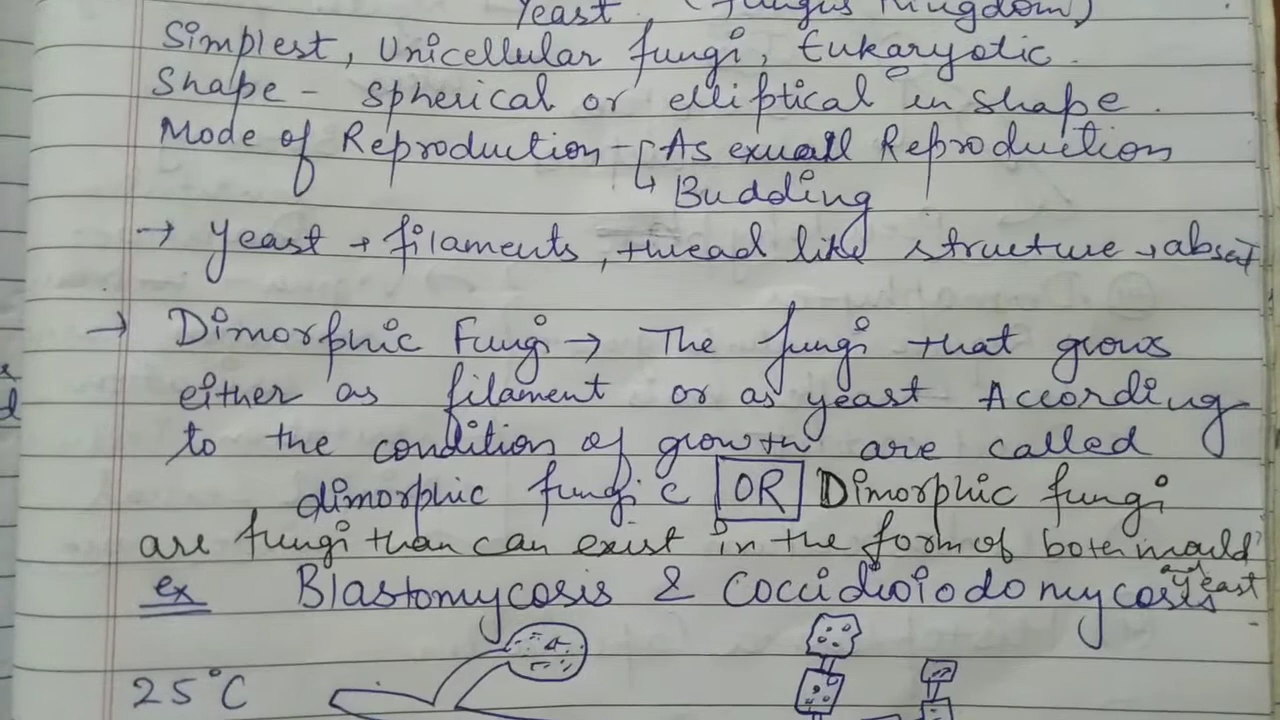 Yeast (Fungus Kingdom)
Simplest, Unicellular fungi, Eukaryotic.
Shape - Spherical or elliptical in shape.
Mode of Reproduction - Asexuall Reproduction
↳ Budding
→ Yeast → filaments, thread like structure → absent
→ Dimorphic Fungi → The fungi that grows
either as filament or as yeast According
to the condition of growth are called
dimorphic fungi c OR Dimorphic fungi
are fungi than can exist in the form of both mould
and yeast
ex Blastomycosis & Coccidioiodomycosis
25°C